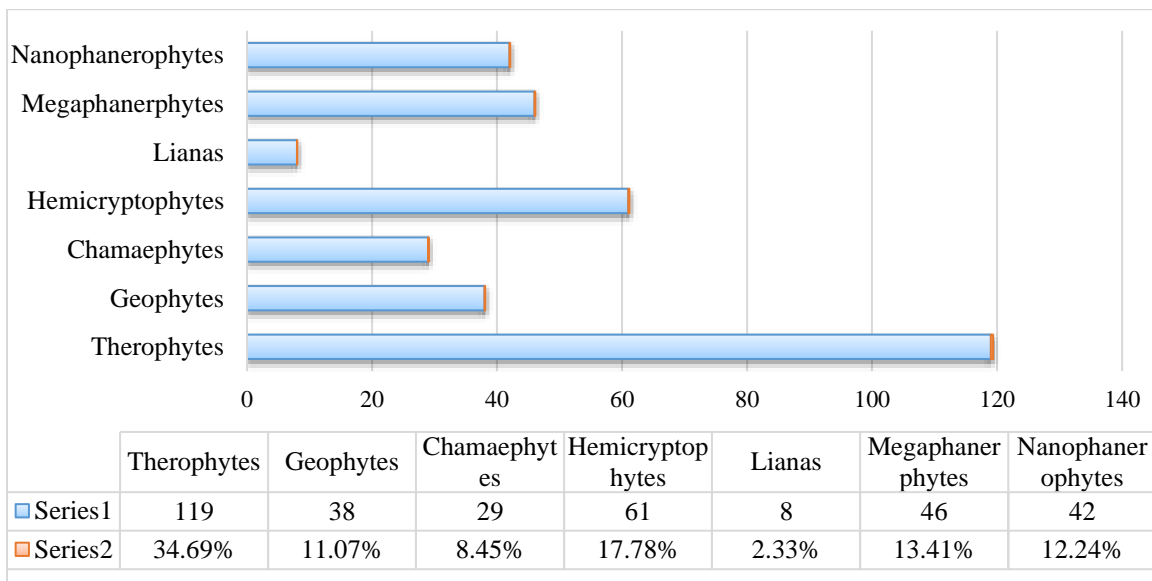 Nanophanerophytes
Megaphanerphytes
Lianas
Hemicryptophytes
Chamaephytes
Geophytes
Therophytes
0 20 40 60 80 100 120 140
Therophytes Geophytes Chamaephyt es Hemicryptop hytes Lianas Megaphaner phytes Nanophaner ophytes
Series1 119 38 29 61 8 46 42
Series2 34.69% 11.07% 8.45% 17.78% 2.33% 13.41% 12.24%